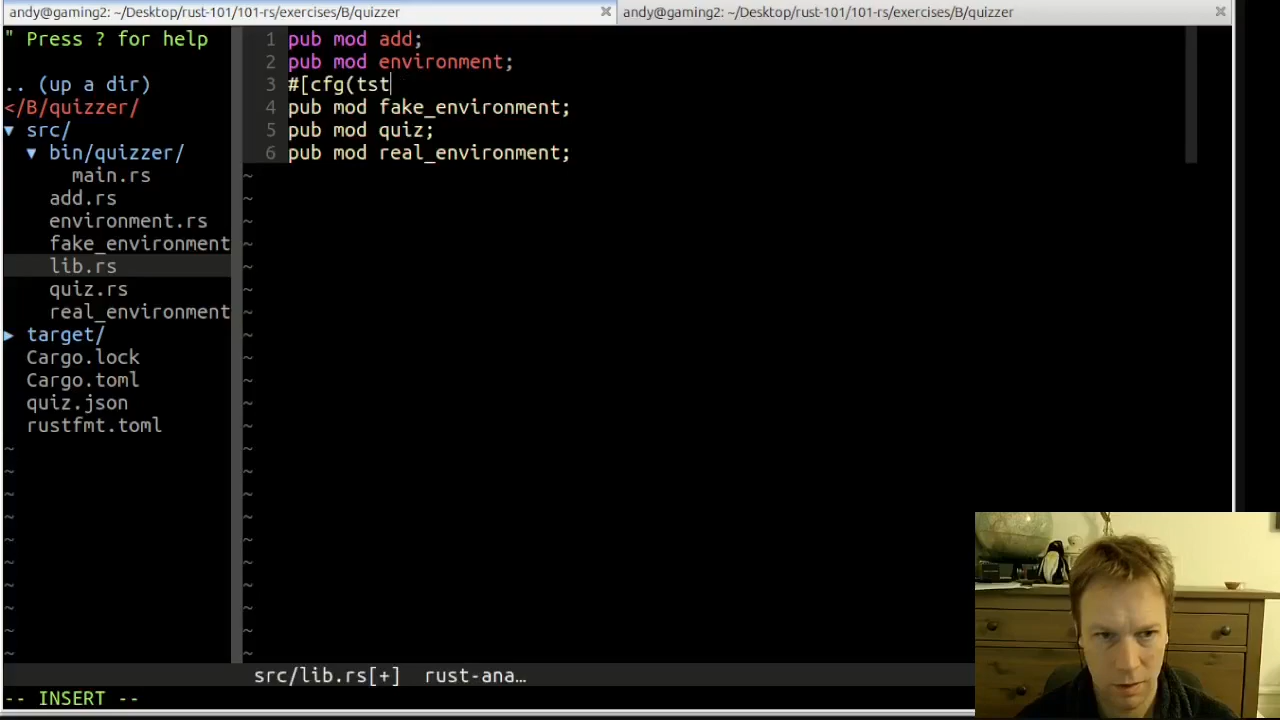 andy@gaming2: ~/Desktop/rust-101/101-rs/exercises/B/quizzer
andy@gaming2: ~/Desktop/rust-101/101-rs/exercises/B/quizzer
" Press ? for help
.. (up a dir)
</B/quizzer/
▼ src/
▼ bin/quizzer/
main.rs
add.rs
environment.rs
fake_environment
lib.rs
quiz.rs
real_environment
▶ target/
Cargo.lock
Cargo.toml
quiz.json
rustfmt.toml
1 pub mod add;
2 pub mod environment;
3 #[cfg(tst
4 pub mod fake_environment;
5 pub mod quiz;
6 pub mod real_environment;
src/lib.rs[+] rust-ana…
-- INSERT --